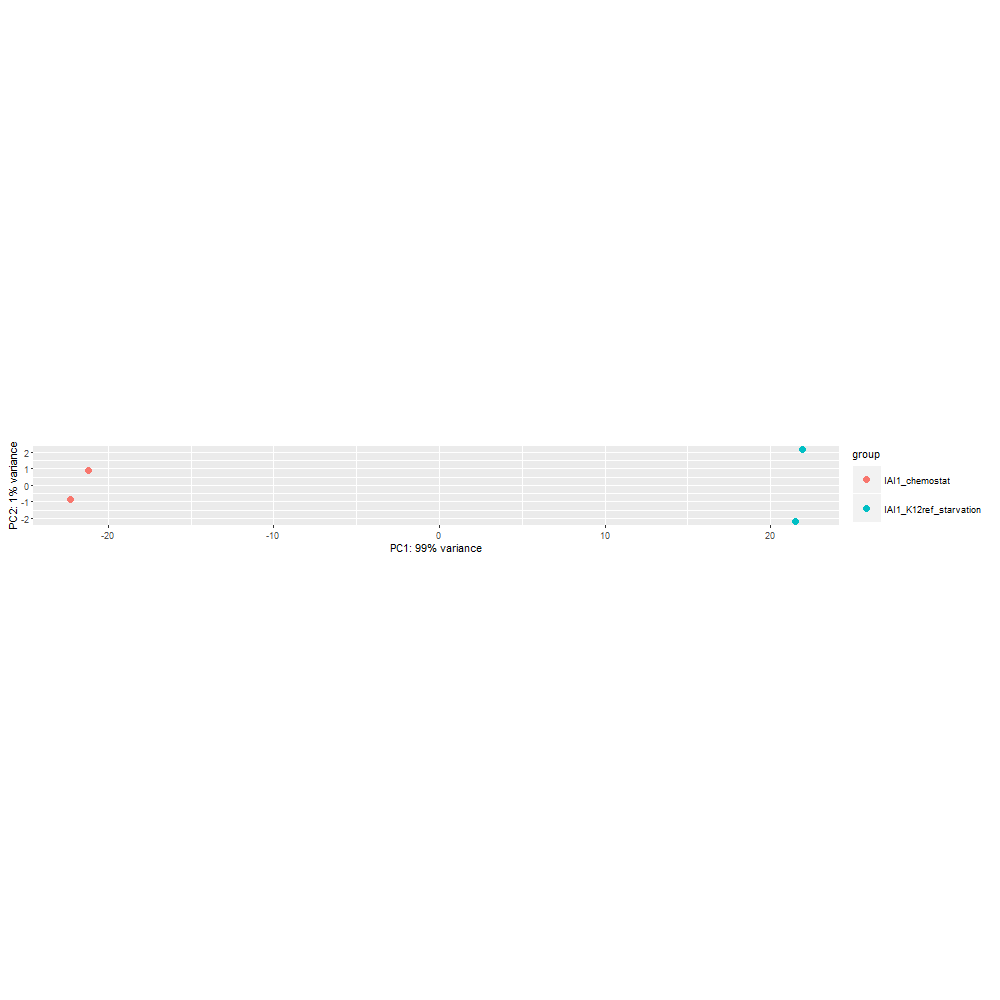 PC2: 1% variance
2
1
0
-1
-2
-20
-10
0
10
20
PC1: 99% variance
group
IAI1_chemostat
IAI1_K12ref_starvation